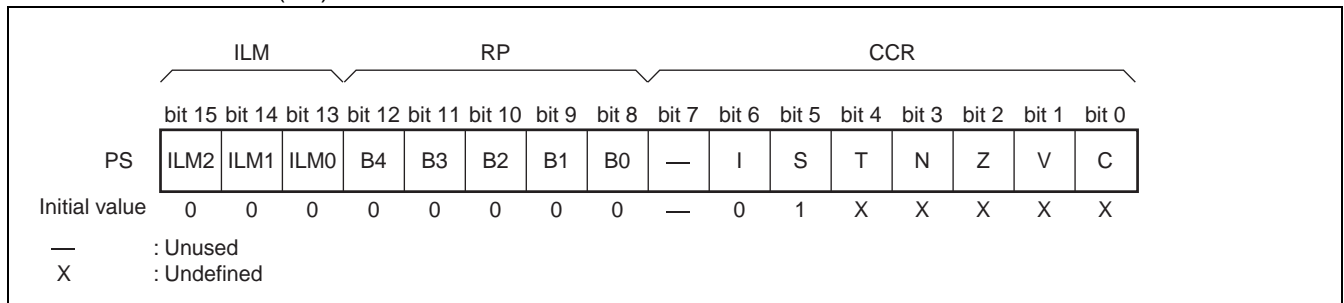 ILM RP CCR
bit 15 bit 14 bit 13 bit 12 bit 11 bit 10 bit 9 bit 8 bit 7 bit 6 bit 5 bit 4 bit 3 bit 2 bit 1 bit 0
PS ILM2 ILM1 ILM0 B4 B3 B2 B1 B0 — I S T N Z V C
Initial value 0 0 0 0 0 0 0 0 — 0 1 X X X X X
— : Unused
X : Undefined